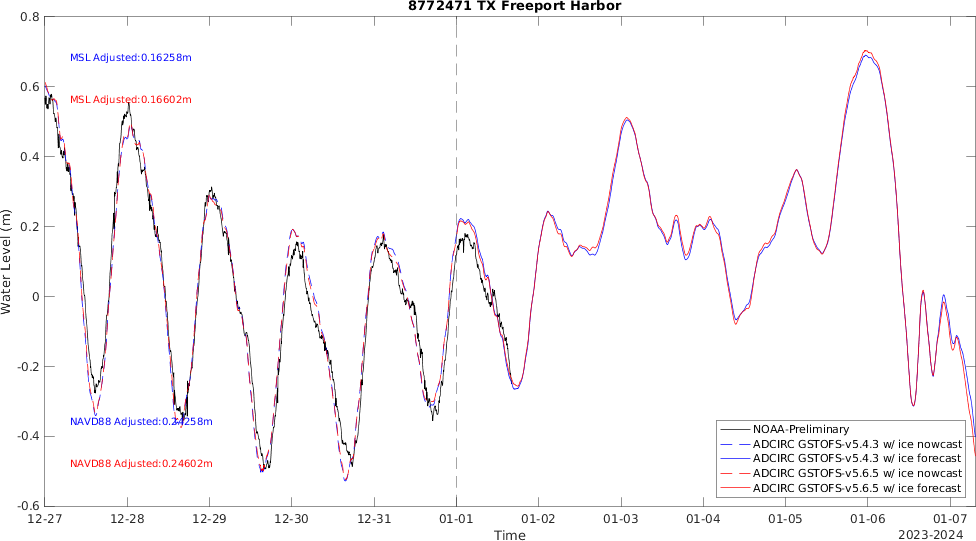 8772471 TX Freeport Harbor
Water Level (m)
0.8
0.6
0.4
0.2
0
-0.2
-0.4
-0.6
MSL Adjusted:0.16258m
MSL Adjusted:0.16602m
NAVD88 Adjusted:0.24258m
NAVD88 Adjusted:0.24602m
NOAA-Preliminary
ADCIRC GSTOFS-v5.4.3 w/ ice nowcast
ADCIRC GSTOFS-v5.4.3 w/ ice forecast
ADCIRC GSTOFS-v5.6.5 w/ ice nowcast
ADCIRC GSTOFS-v5.6.5 w/ ice forecast
12-27 12-28 12-29 12-30 12-31 01-01 01-02 01-03 01-04 01-05 01-06 01-07
Time
2023-2024